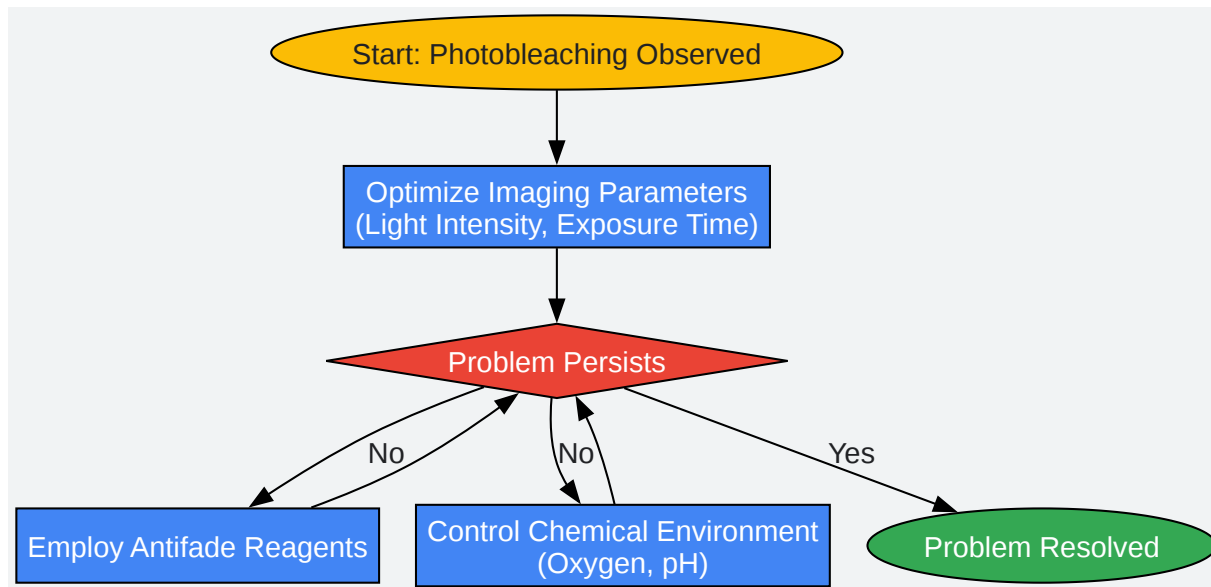 Start: Photobleaching Observed
Optimize Imaging Parameters
(Light Intensity, Exposure Time)
Problem Persists
No
No
Yes
Employ Antifade Reagents
Control Chemical Environment
(Oxygen, pH)
Problem Resolved